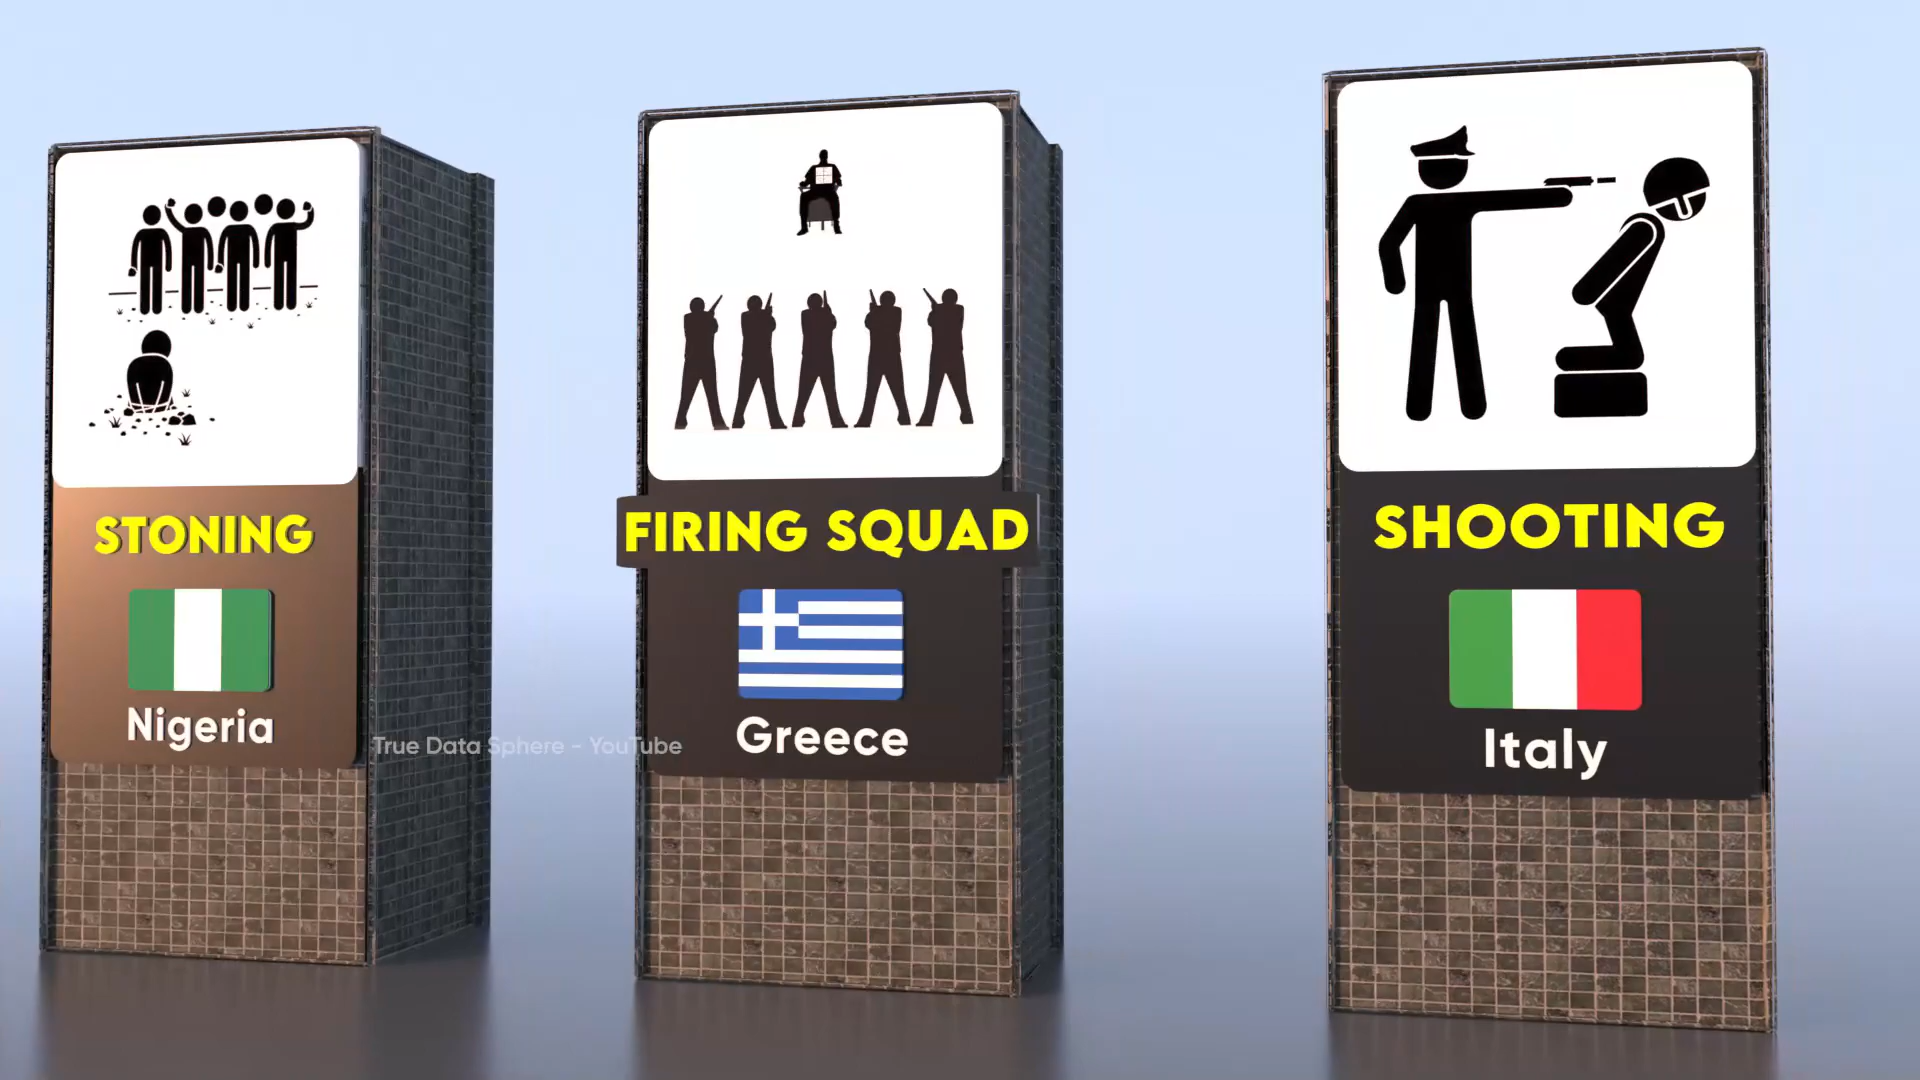 STONING
Nigeria
FIRING SQUAD
Greece
SHOOTING
Italy
True Data Sphere - YouTube